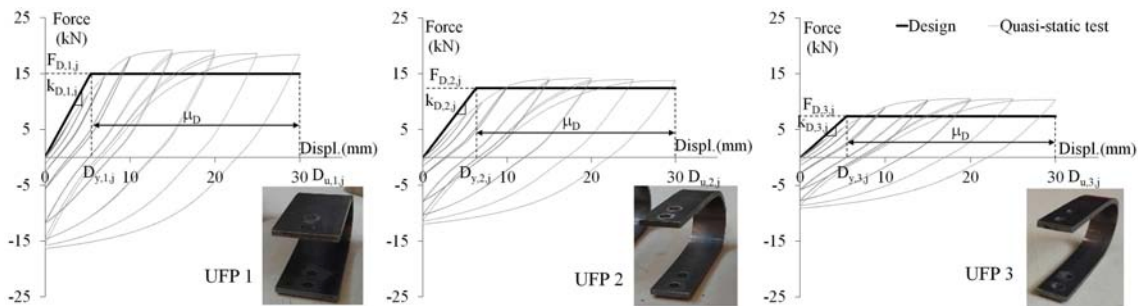 25
Force
(kN)
F_D,1,j
15
k_D,1,j
5
μ_D
Displ.(mm)
-5
D_y,1,j
10
20
30
D_u,1,j
-15
UFP 1
-25
25
Force
(kN)
15
F_D,2,j
k_D,2,j
5
μ_D
Displ.(mm)
-5
D_y,2,j
10
20
30
D_u,2,j
-15
UFP 2
-25
25
Force
(kN)
Design
Quasi-static test
15
F_D,3,j
k_D,3,j
5
μ_D
Displ.(mm)
-5
D_y,3,j
10
20
30
D_u,3,j
-15
UFP 3
-25